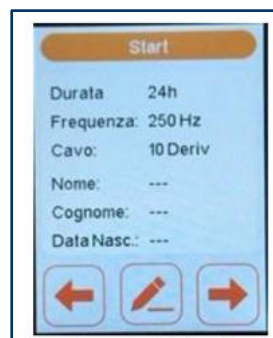 Start
Durata 24h
Frequenza: 250 Hz
Cavo: 10 Deriv
Nome: ---
Cognome: ---
Data Nasc.: ---